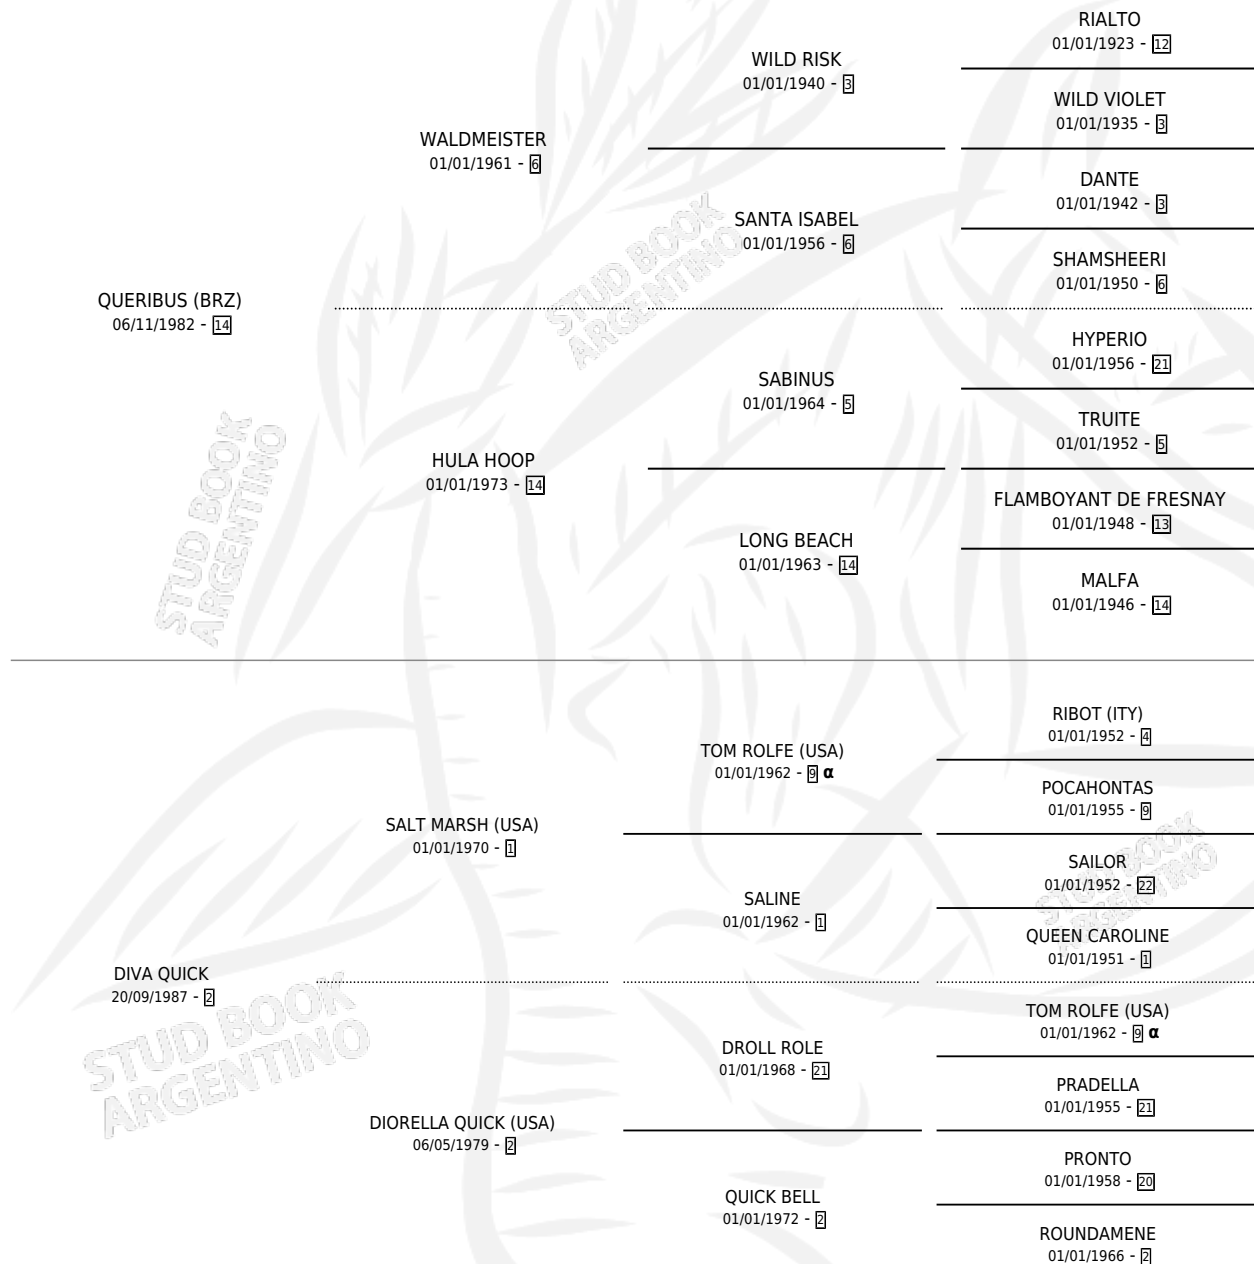 RIALTO
01/01/1923 - 12
WILD RISK
01/01/1940 - 3
WILD VIOLET
01/01/1935 - 3
WALDMEISTER
01/01/1961 - 6
DANTE
01/01/1942 - 3
SANTA ISABEL
01/01/1956 - 6
SHAMSHEERI
01/01/1950 - 6
STUD BOOK
ARGENTINO
QUERIBUS (BRZ)
06/11/1982 - 14
HYPERIO
01/01/1956 - 21
SABINUS
01/01/1964 - 5
TRUITE
01/01/1952 - 5
HULA HOOP
01/01/1973 - 14
FLAMBOYANT DE FRESNAY
01/01/1948 - 13
LONG BEACH
01/01/1963 - 14
MALFA
01/01/1946 - 14
STUD BOOK
ARGENTINO
RIBOT (ITY)
01/01/1952 - 4
TOM ROLFE (USA)
01/01/1962 - 9 α
POCAHONTAS
01/01/1955 - 9
SALT MARSH (USA)
01/01/1970 - 1
SAILOR
01/01/1952 - 22
SALINE
01/01/1962 - 1
QUEEN CAROLINE
01/01/1951 - 1
STUD BOOK
ARGENTINO
DIVA QUICK
20/09/1987 - 2
TOM ROLFE (USA)
01/01/1962 - 9 α
DROLL ROLE
01/01/1968 - 21
PRADELLA
01/01/1955 - 21
STUD BOOK
ARGENTINO
DIORELLA QUICK (USA)
06/05/1979 - 2
PRONTO
01/01/1958 - 20
QUICK BELL
01/01/1972 - 2
ROUNDAMENE
01/01/1966 - 2